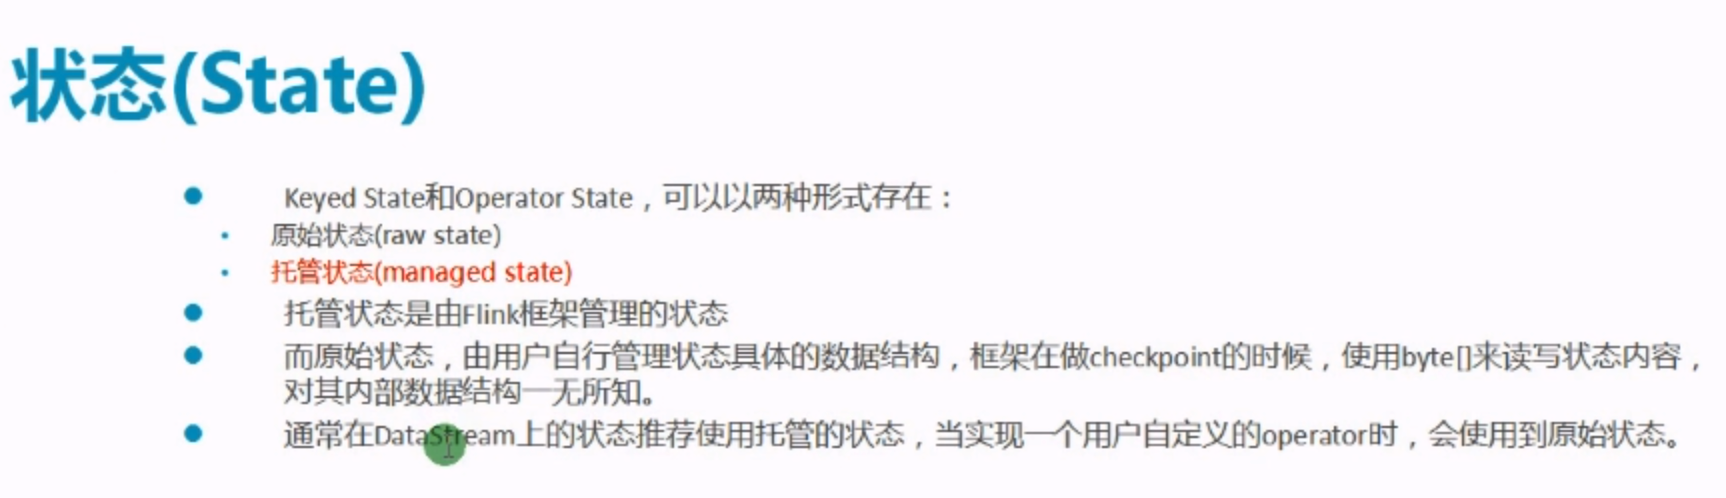 状态(State)
Keyed State和Operator State，可以以两种形式存在：
原始状态(raw state)
托管状态(managed state)
托管状态是由Flink框架管理的状态
而原始状态，由用户自行管理状态具体的数据结构，框架在做checkpoint的时候，使用byte[]来读写状态内容，
对其内部数据结构一无所知。
通常在DataStream上的状态推荐使用托管的状态，当实现一个用户自定义的operator时，会使用到原始状态。